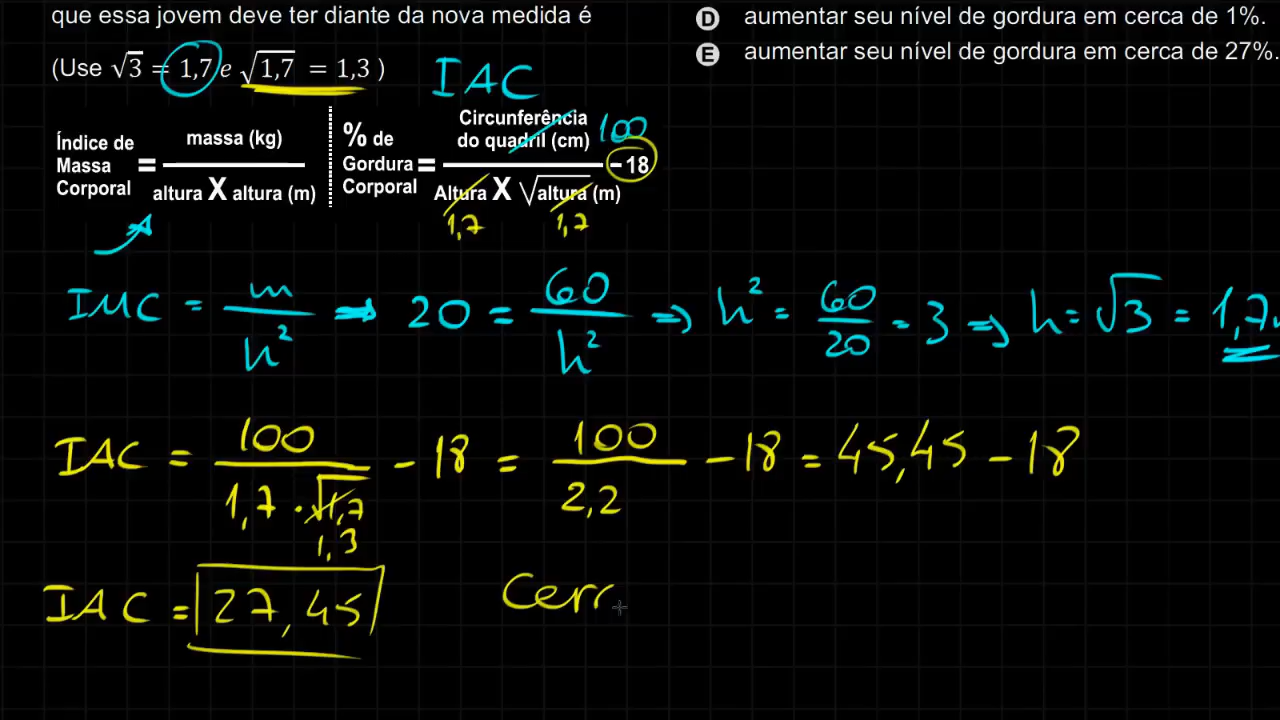 que essa jovem deve ter diante da nova medida é
(Use √3 = 1,7 e √1,7 = 1,3 )
IAC
D aumentar seu nível de gordura em cerca de 1%.
E aumentar seu nível de gordura em cerca de 27%.
Índice de Massa Corporal = massa (kg) / altura X altura (m)
% de Gordura Corporal = Circunferência do quadril (cm) / Altura X √altura (m) - 18
100
1,7 1,7
IMC = m / h² ⇒ 20 = 60 / h² ⇒ h² = 60 / 20 = 3 ⇒ h = √3 = 1,7
IAC = 100 / 1,7 · √1,7 - 18 = 100 / 2,2 - 18 = 45,45 - 18
1,3
IAC = 27,45
Cerr